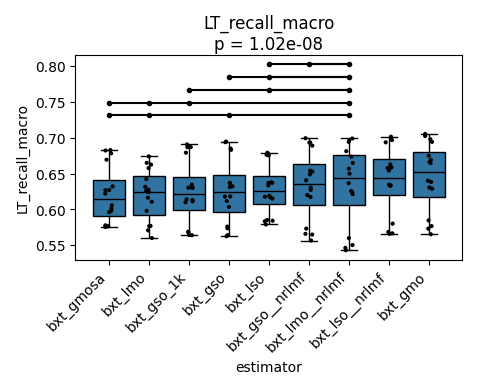 LT_recall_macro
p = 1.02e-08
LT_recall_macro
0.80
0.75
0.70
0.65
0.60
0.55
bxt_gmosa
bxt_lmo
bxt_gso_1k
bxt_gso
bxt_lso
bxt_gso__nrlmf
bxt_lmo__nrlmf
bxt_lso__nrlmf
bxt_gmo
estimator